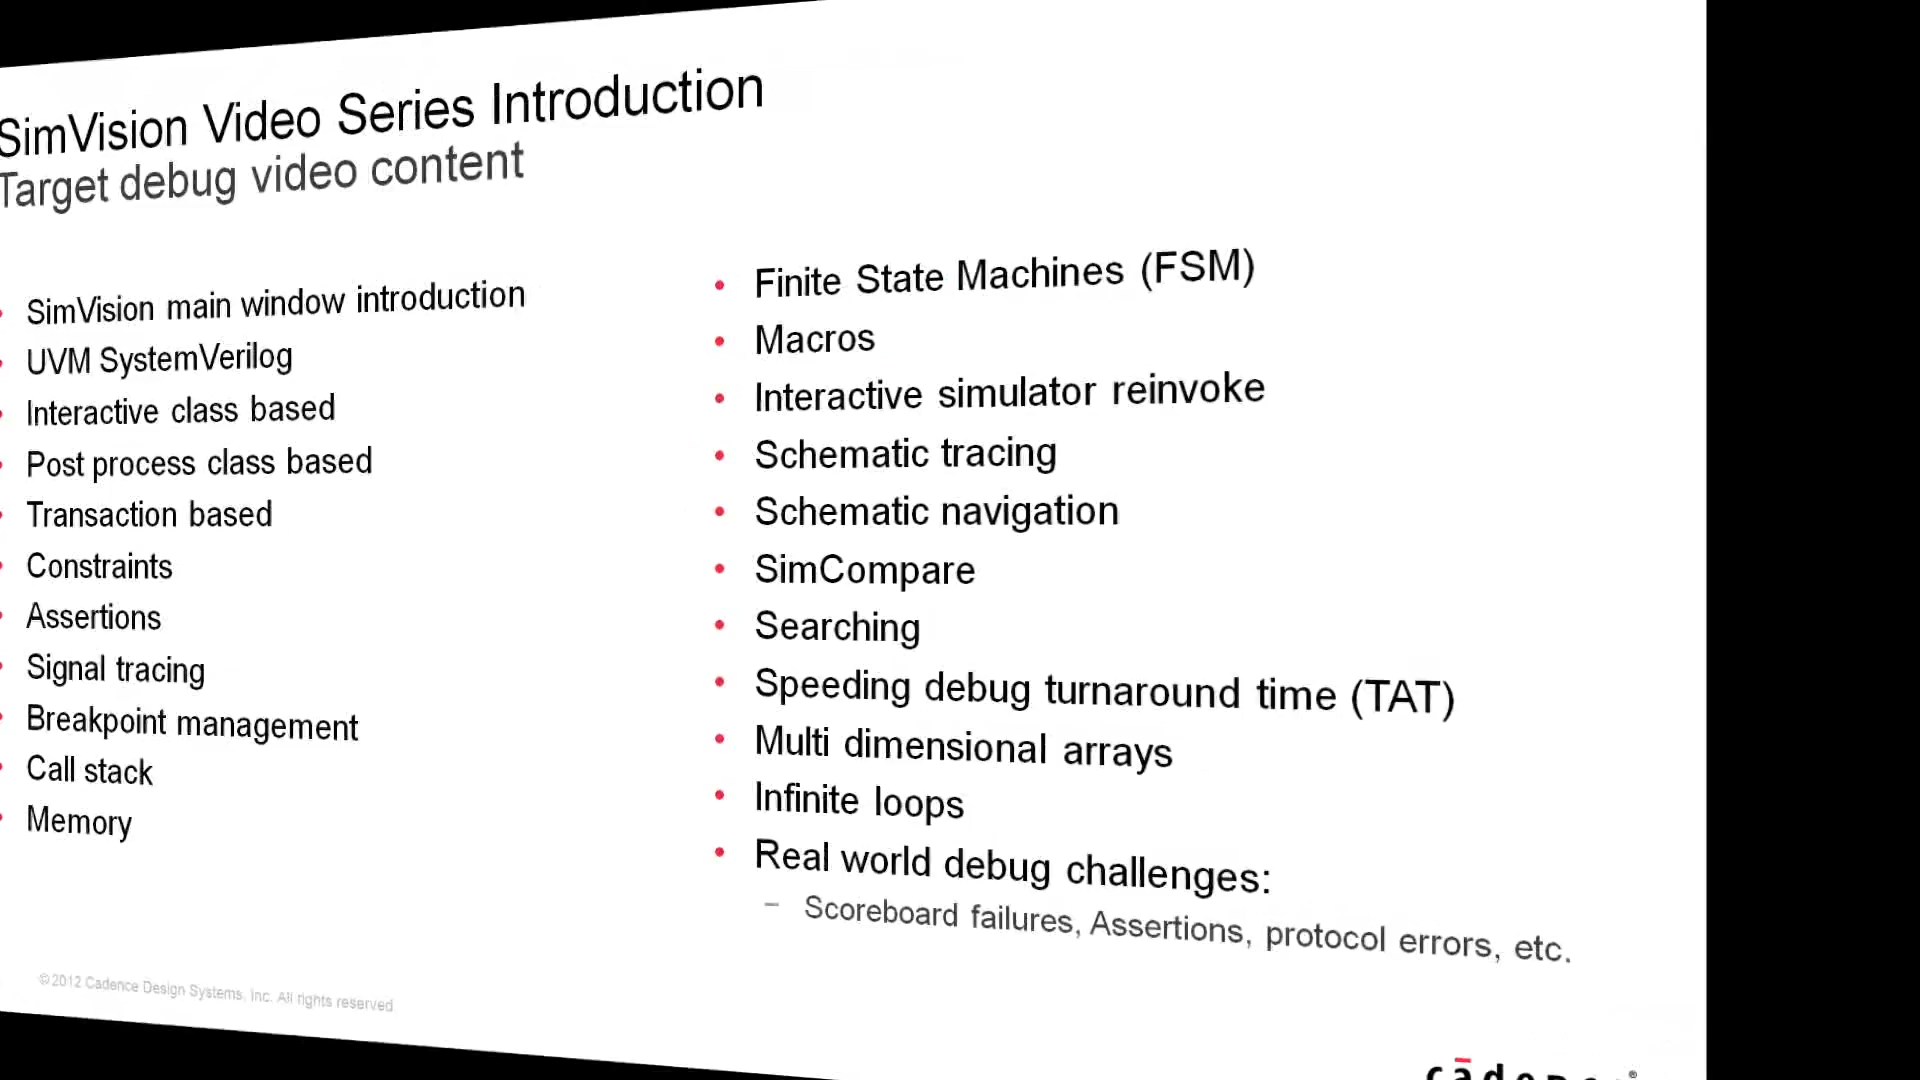 SimVision Video Series Introduction
Target debug video content
• SimVision main window introduction
• UVM SystemVerilog
• Interactive class based
• Post process class based
• Transaction based
• Constraints
• Assertions
• Signal tracing
• Breakpoint management
• Call stack
• Memory
• Finite State Machines (FSM)
• Macros
• Interactive simulator reinvoke
• Schematic tracing
• Schematic navigation
• SimCompare
• Searching
• Speeding debug turnaround time (TAT)
• Multi dimensional arrays
• Infinite loops
• Real world debug challenges:
– Scoreboard failures, Assertions, protocol errors, etc.
© 2012 Cadence Design Systems, Inc. All rights reserved